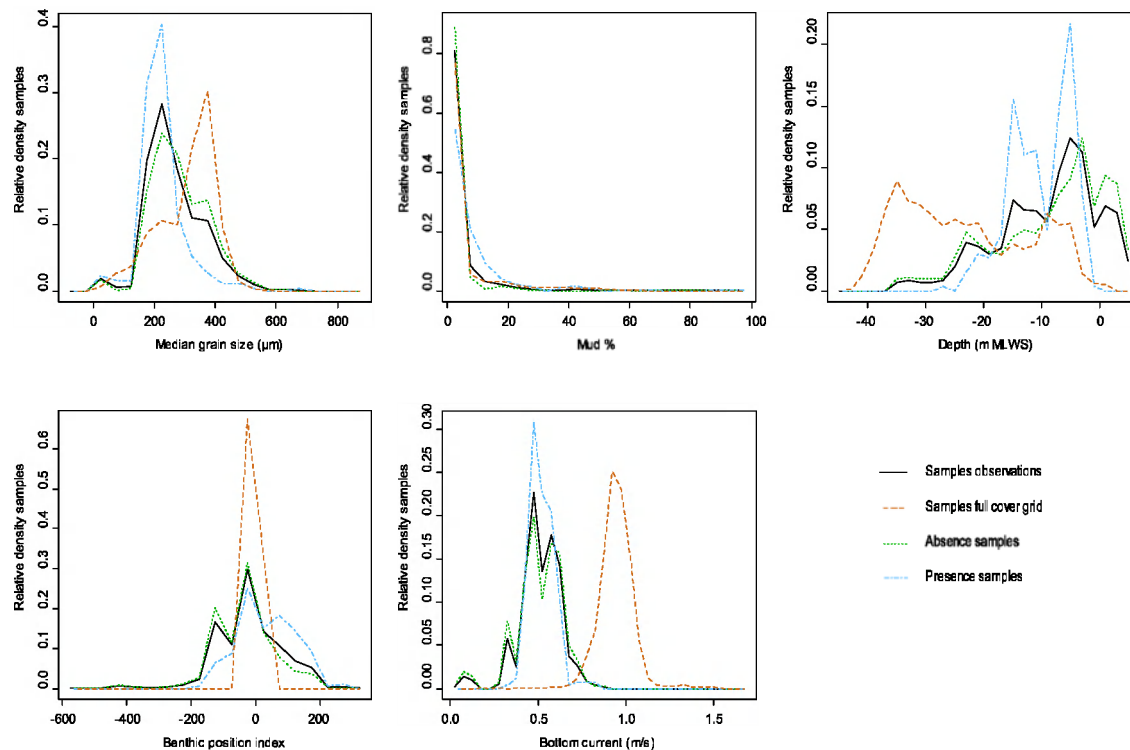 Relative density samples
0.0 0.1 0.2 0.3 0.4
0 200 400 600 800
Median grain size (µm)
Relative density samples
0.0 0.2 0.4 0.6 0.8
0 20 40 60 80 100
Mud %
Relative density samples
0.00 0.05 0.10 0.15 0.20
-40 -30 -20 -10 0
Depth (m MLWS)
Relative density samples
0.0 0.1 0.2 0.3 0.4 0.5 0.6
-600 -400 -200 0 200
Benthic position index
Relative density samples
0.00 0.05 0.10 0.15 0.20 0.25 0.30
0.0 0.5 1.0 1.5
Bottom current (m/s)
Samples observations
Samples full cover grid
Absence samples
Presence samples